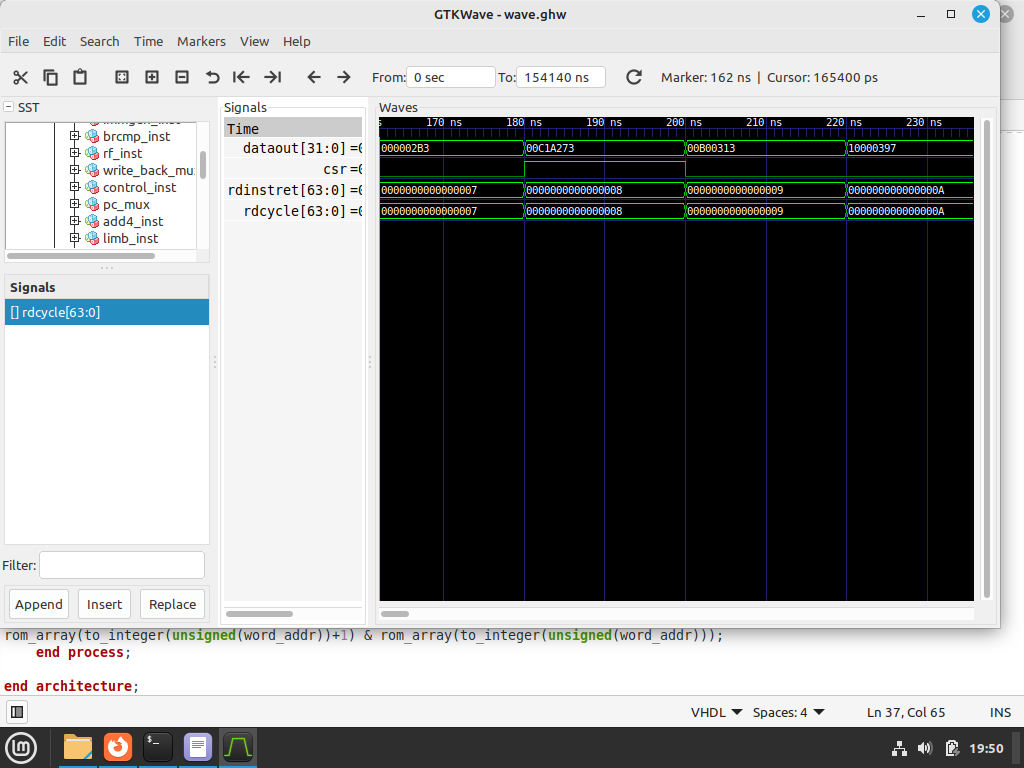 GTKWave - wave.ghw
File Edit Search Time Markers View Help
From: 0 sec To: 154140 ns Marker: 162 ns | Cursor: 165400 ps
SST
brcmp_inst
rf_inst
write_back_mu
control_inst
pc_mux
add4_inst
limb_inst
Signals
[] rdcycle[63:0]
Filter:
Append Insert Replace
Signals
Time
dataout[31:0] =0
csr =0
rdinstret[63:0] =0
rdcycle[63:0] =0
Waves
s 170 ns 180 ns 190 ns 200 ns 210 ns 220 ns 230 ns
000002B3 00C1A273 00B00313 10000397
0000000000000007 0000000000000008 0000000000000009 000000000000000A
0000000000000007 0000000000000008 0000000000000009 000000000000000A
rom_array(to_integer(unsigned(word_addr))+1) & rom_array(to_integer(unsigned(word_addr)));
end process;
end architecture;
VHDL Spaces: 4 Ln 37, Col 65 INS
19:50